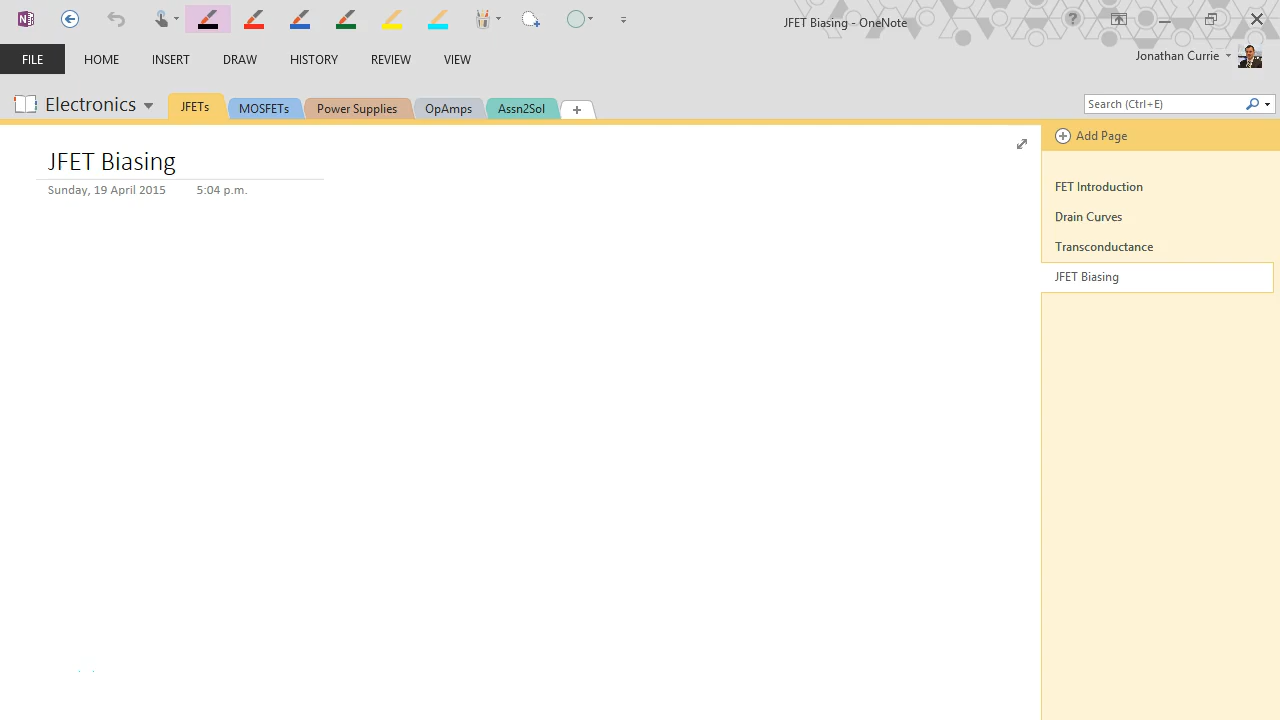 JFET Biasing - OneNote
Jonathan Currie
FILE HOME INSERT DRAW HISTORY REVIEW VIEW
Electronics JFETs MOSFETs Power Supplies OpAmps Assn2Sol
Search (Ctrl+E)
Add Page
JFET Biasing
Sunday, 19 April 2015 5:04 p.m.
FET Introduction
Drain Curves
Transconductance
JFET Biasing